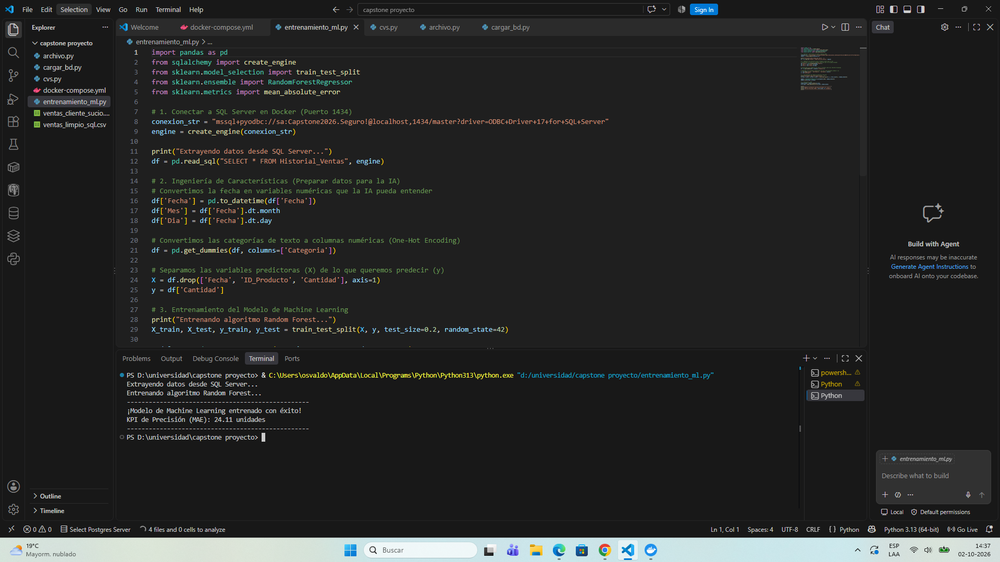 File Edit Selection View Go Run Terminal Help
capstone proyecto
Sign In
Explorer
capstone proyecto
archivo.py
cargar_bd.py
cvs.py
docker-compose.yml
entrenamiento_ml.py
ventas_cliente_sucio....
ventas_limpio_sql.csv
Outline
Timeline
Welcome docker-compose.yml entrenamiento_ml.py cvs.py archivo.py cargar_bd.py
entrenamiento_ml.py > ...
1 import pandas as pd
2 from sqlalchemy import create_engine
3 from sklearn.model_selection import train_test_split
4 from sklearn.ensemble import RandomForestRegressor
5 from sklearn.metrics import mean_absolute_error
6
7 # 1. Conectar a SQL Server en Docker (Puerto 1434)
8 conexion_str = "mssql+pyodbc://sa:Capstone2026.Seguro!@localhost,1434/master?driver=ODBC+Driver+17+for+SQL+Server"
9 engine = create_engine(conexion_str)
10
11 print("Extrayendo datos desde SQL Server...")
12 df = pd.read_sql("SELECT * FROM Historial_Ventas", engine)
13
14 # 2. Ingeniería de Características (Preparar datos para la IA)
15 # Convertimos la fecha en variables numéricas que la IA pueda entender
16 df['Fecha'] = pd.to_datetime(df['Fecha'])
17 df['Mes'] = df['Fecha'].dt.month
18 df['Dia'] = df['Fecha'].dt.day
19
20 # Convertimos las categorías de texto a columnas numéricas (One-Hot Encoding)
21 df = pd.get_dummies(df, columns=['Categoria'])
22
23 # Separamos las variables predictoras (X) de lo que queremos predecir (y)
24 X = df.drop(['Fecha', 'ID_Producto', 'Cantidad'], axis=1)
25 y = df['Cantidad']
26
27 # 3. Entrenamiento del Modelo de Machine Learning
28 print("Entrenando algoritmo Random Forest...")
29 X_train, X_test, y_train, y_test = train_test_split(X, y, test_size=0.2, random_state=42)
30
Problems Output Debug Console Terminal Ports
PS D:\universidad\capstone proyecto> & C:\Users\osvaldo\AppData\Local\Programs\Python\Python313\python.exe "d:/universidad/capstone proyecto/entrenamiento_ml.py"
Extrayendo datos desde SQL Server...
Entrenando algoritmo Random Forest...
--------------------------------------------------
¡Modelo de Machine Learning entrenado con éxito!
KPI de Precisión (MAE): 24.11 unidades
--------------------------------------------------
PS D:\universidad\capstone proyecto>
powersh...
Python
Python
Chat
Build with Agent
AI responses may be inaccurate
Generate Agent Instructions to
onboard AI onto your codebase.
entrenamiento_ml.py
Describe what to build
Local Default permissions
0 0 Select Postgres Server 4 files and 0 cells to analyze
Ln 1, Col 1 Spaces: 4 UTF-8 CRLF { } Python Python 3.13 (64-bit) Go Live
19°C
Mayorm. nublado
Buscar
ESP
LAA
14:37
02-10-2026